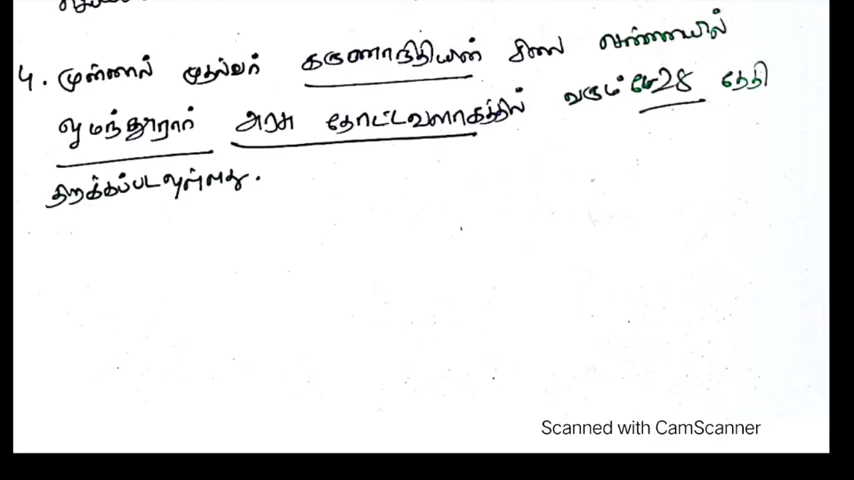 4. முன்னால் முதல்வர் கருணாநிதியின் சிலை சென்னையில்
ஓமந்தூரார் அரசு தோட்டவளாகத்தில் வரும் மே28 தேதி
திறக்கப்படவுள்ளது.
Scanned with CamScanner